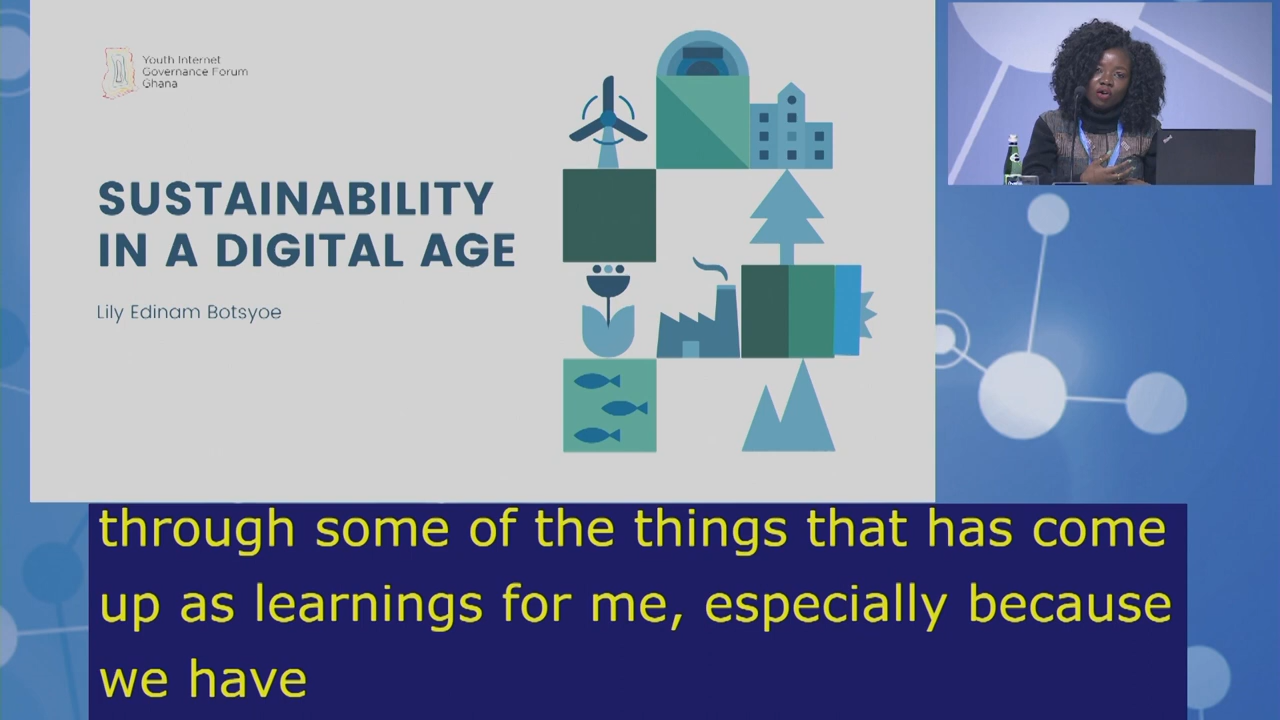 Youth Internet
Governance Forum
Ghana
SUSTAINABILITY
IN A DIGITAL AGE
Lily Edinam Botsyoe
through some of the things that has come
up as learnings for me, especially because
we have